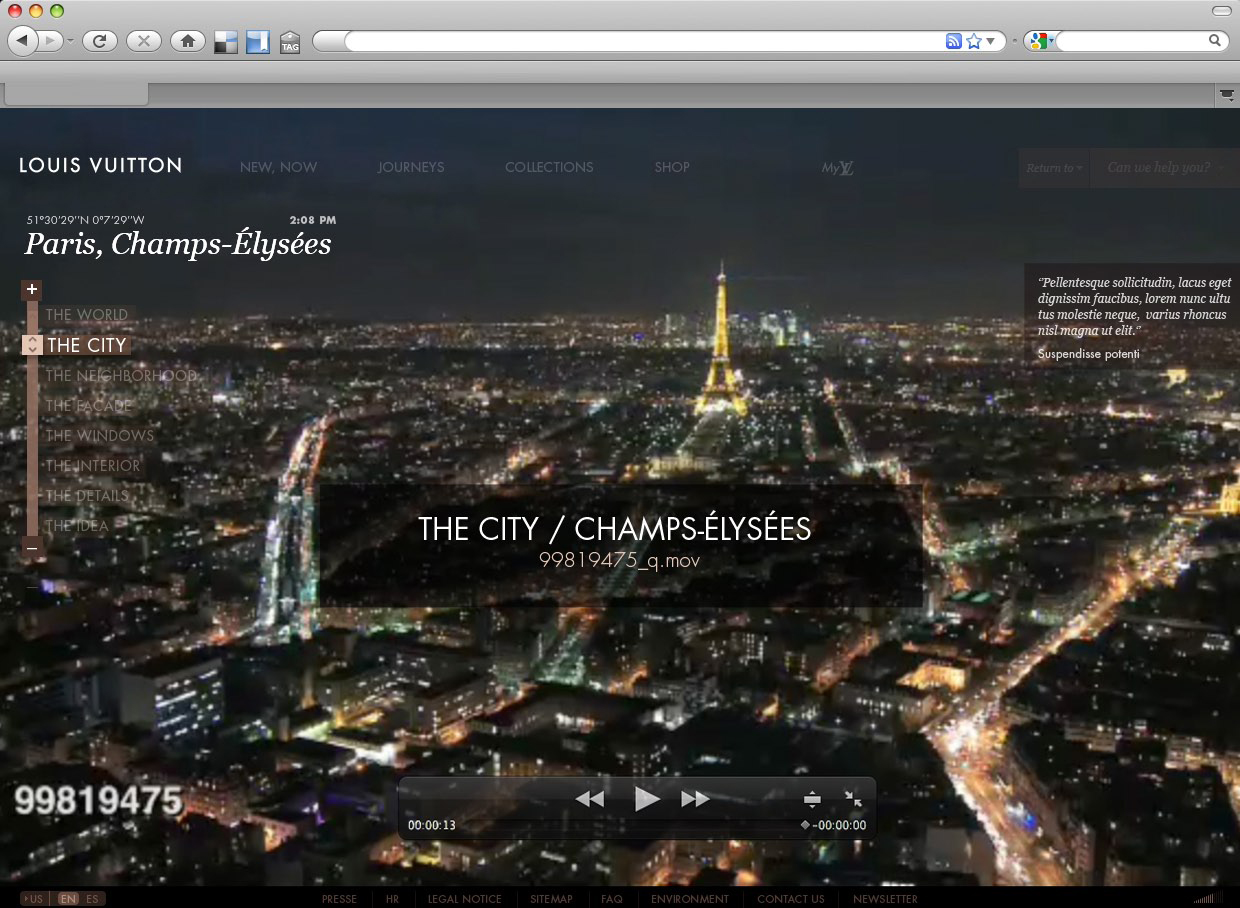 TAG
LOUIS VUITTON
NEW, NOW
JOURNEYS
COLLECTIONS
SHOP
My LV
Return to
Can we help you?
51°30'29"N 0°7'29"W
2:08 PM
Paris, Champs-Élysées
+
THE WORLD
THE CITY
THE NEIGHBORHOOD
THE FACADE
THE WINDOWS
THE INTERIOR
THE DETAILS
THE IDEA
–
"Pellentesque sollicitudin, lacus eget
dignissim faucibus, lorem nunc ultu
tus molestie neque, varius rhoncus
nisl magna ut elit."
Suspendisse potenti
THE CITY / CHAMPS-ÉLYSÉES
99819475_q.mov
99819475
00:00:13
-00:00:00
US
EN
ES
PRESSE
HR
LEGAL NOTICE
SITEMAP
FAQ
ENVIRONMENT
CONTACT US
NEWSLETTER